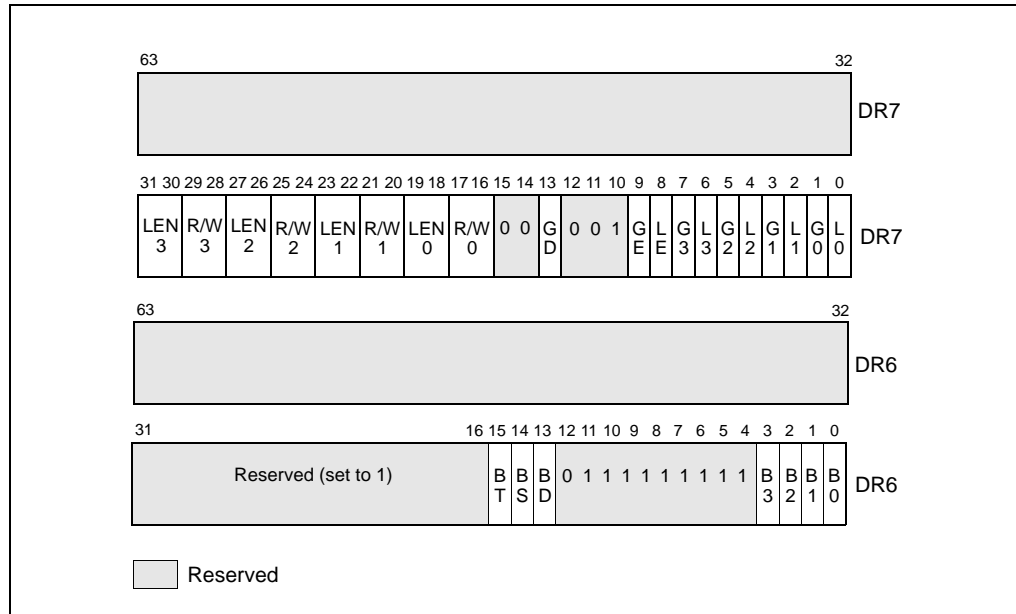 63 32
DR7
31 30 29 28 27 26 25 24 23 22 21 20 19 18 17 16 15 14 13 12 11 10 9 8 7 6 5 4 3 2 1 0
LEN 3 R/W 3 LEN 2 R/W 2 LEN 1 R/W 1 LEN 0 R/W 0 0 0 G D 0 0 1 G E L E G 3 L 3 G 2 L 2 G 1 L 1 G 0 L 0 DR7
63 32
DR6
31 16 15 14 13 12 11 10 9 8 7 6 5 4 3 2 1 0
Reserved (set to 1) B T B S B D 0 1 1 1 1 1 1 1 1 B 3 B 2 B 1 B 0 DR6
Reserved